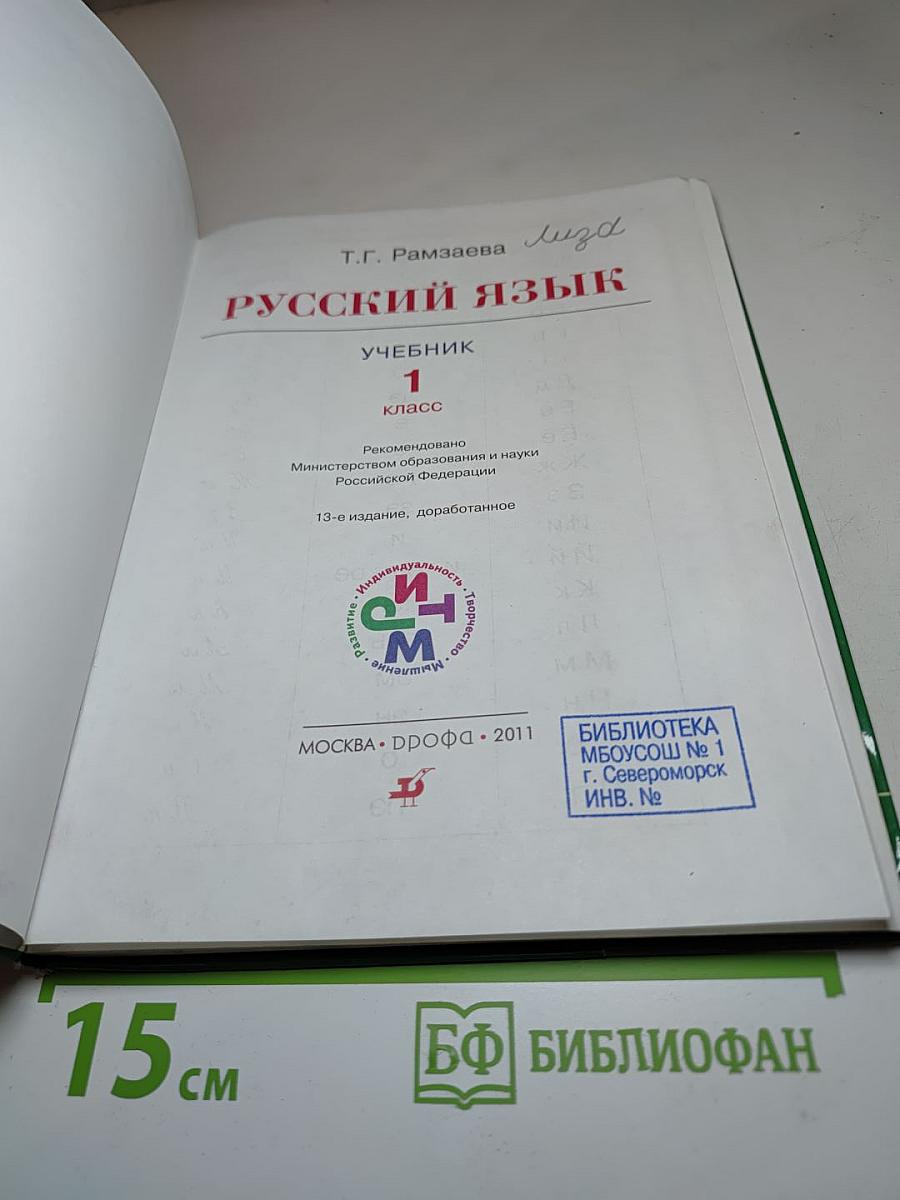 Т.Г. Рамзаева Лиза
РУССКИЙ ЯЗЫК
УЧЕБНИК
1
класс
Рекомендовано
Министерством образования и науки
Российской Федерации
13-е издание, доработанное
Развитие • Индивидуальность • Творчество • Мышление •
РИТМ
МОСКВА • дрофа • 2011
БИБЛИОТЕКА
МБОУСОШ № 1
г. Североморск
ИНВ. №
15 см
БФ БИБЛИОФАН